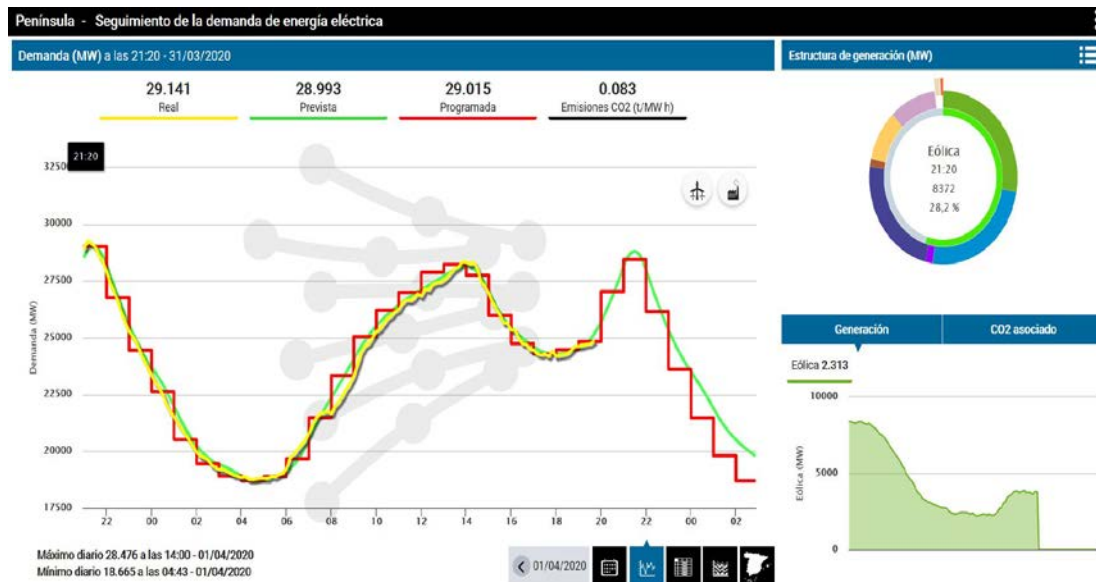 Península - Seguimiento de la demanda de energía eléctrica
Demanda (MW) a las 21:20 - 31/03/2020
29.141 28.993 29.015 0.083
Real Prevista Programada Emisiones CO2 (t/MW h)
21:20
32500
30000
27500
25000
22500
20000
17500
Demanda (MW)
22 00 02 04 06 08 10 12 14 16 18 20 22 00 02
Máximo diario 28.476 a las 14:00 - 01/04/2020
Mínimo diario 18.665 a las 04:43 - 01/04/2020
01/04/2020
Estructura de generación (MW)
Eólica
21:20
8372
28,2 %
Generación CO2 asociado
Eólica 2.313
10000
5000
0
Eólica (MW)